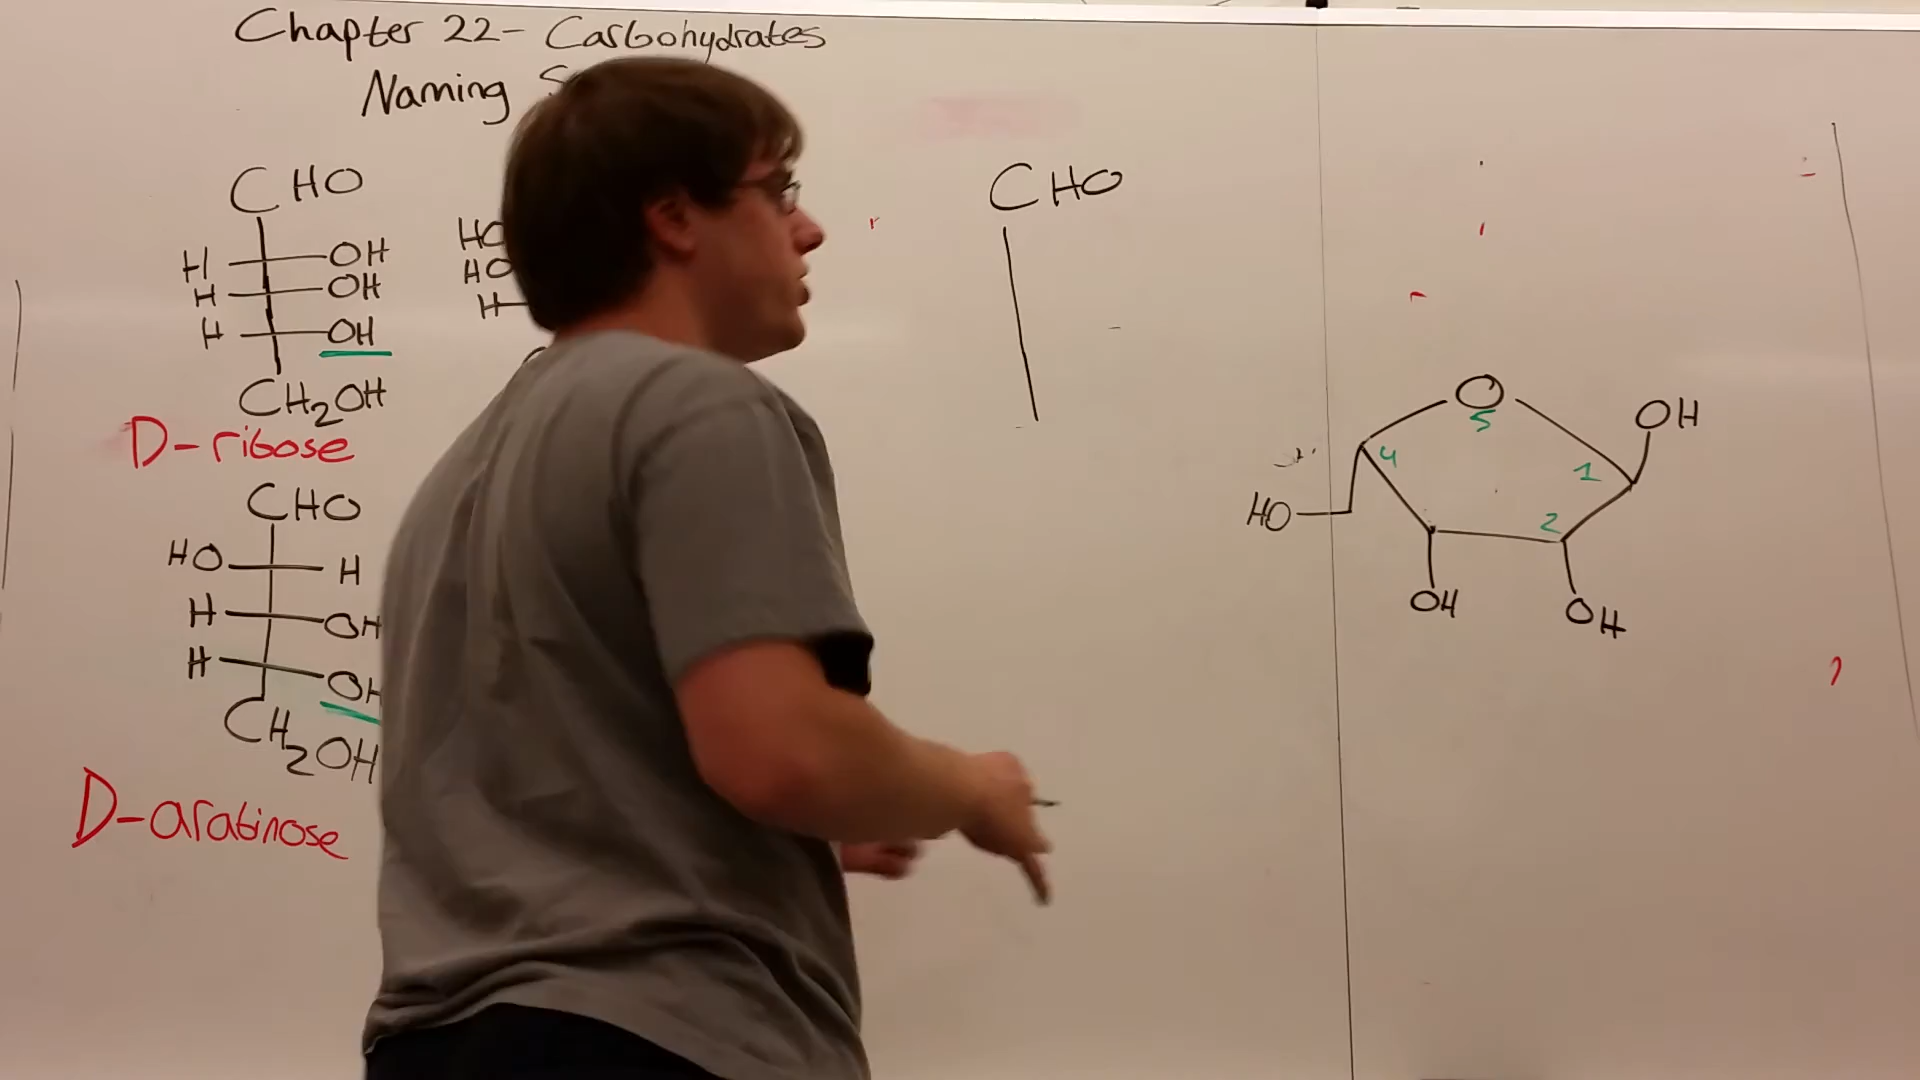 Chapter 22- Carbohydrates
Naming
CHO
H OH
H OH
H OH
CH2OH
D-ribose
CHO
HO H
H OH
H OH
CH2OH
D-arabinose
HO
HO
H
CHO
O
5
4
1
2
OH
HO
OH
OH